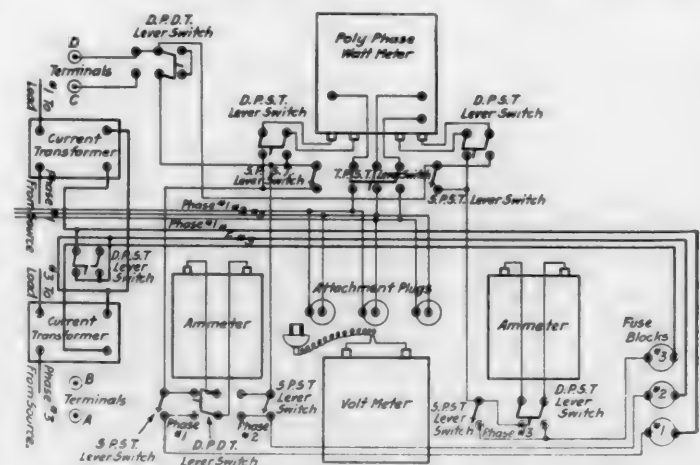 D.P.D.T.
Lever Switch
D
Terminals
C
#1 To
Load
Current
Transformer
Phase #1
From Source
Poly Phase
Watt Meter
D.P.S.T.
Lever Switch
D.P.S.T
Lever Switch
S.P.S.T.
Lever Switch
T.P.S.T. Lev Switch
S.P.S.T. Lever Switch
Phase #1
Phase #1
D.P.S.T
Lever
Switch
#3 To
Load
Current
Transformer
Phase #3
From Source.
B
Terminals
A
Ammeter
Attachment Plugs
Ammeter
Fuse
Blocks
#3
#2
#1
Volt Meter
S.P.S.T
Lever
Switch
Phase
#1
Phase
#2
S.P.S.T.
Lever Switch
D.P.D.T.
Lever Switch
S.P.S.T
Lever
Switch
Phase #3
D.P.S.T
Lever
Switch